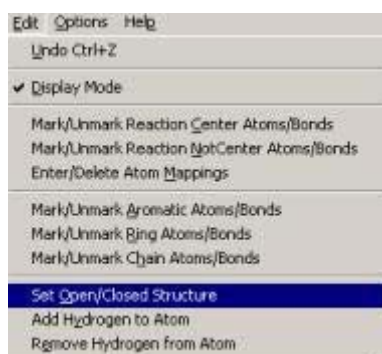 Edit Options Help
Undo Ctrl+Z
Display Mode
Mark/Unmark Reaction Center Atoms/Bonds
Mark/Unmark Reaction NotCenter Atoms/Bonds
Enter/Delete Atom Mappings
Mark/Unmark Aromatic Atoms/Bonds
Mark/Unmark Ring Atoms/Bonds
Mark/Unmark Chain Atoms/Bonds
Set Open/Closed Structure
Add Hydrogen to Atom
Remove Hydrogen from Atom